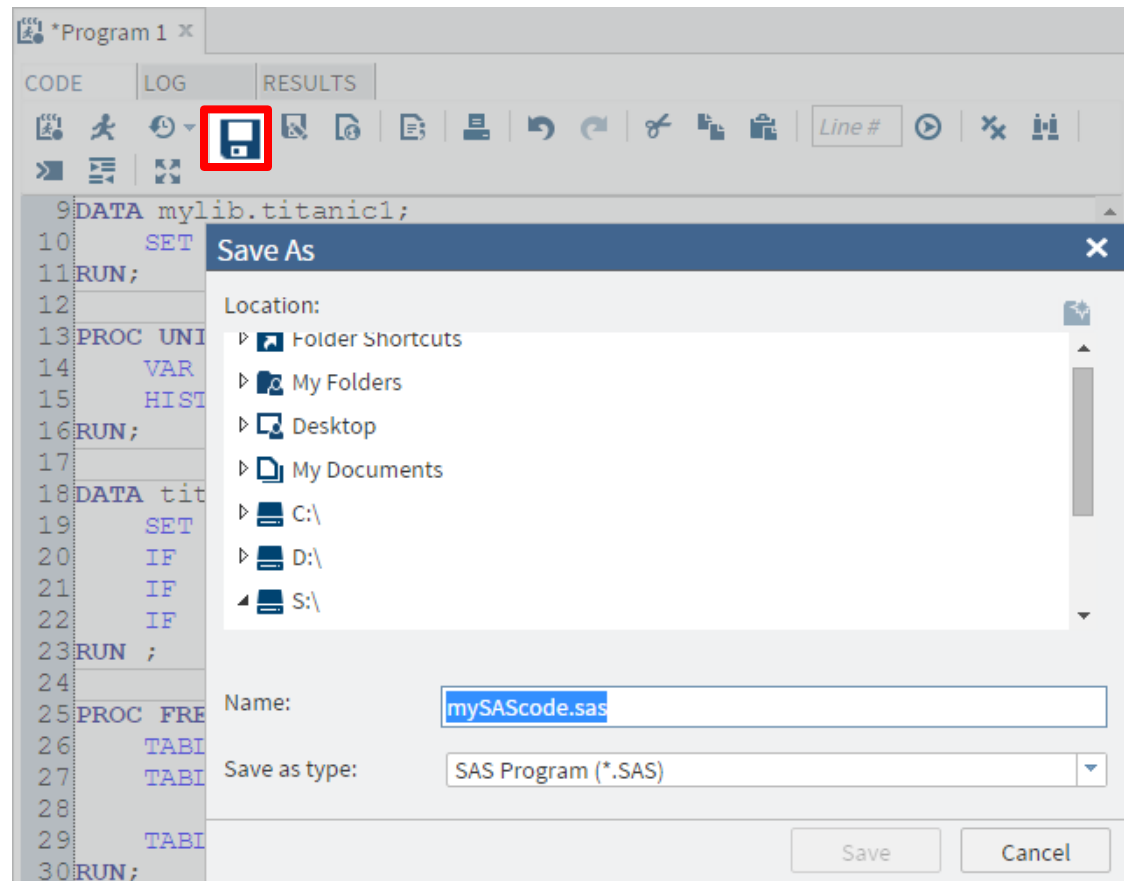 *Program 1 ×
CODE LOG RESULTS
Line #
9 DATA mylib.titanic1;
10 SET
11 RUN;
12
13 PROC UNI
14 VAR
15 HIST
16 RUN;
17
18 DATA tit
19 SET
20 IF
21 IF
22 IF
23 RUN ;
24
25 PROC FRE
26 TABL
27 TABL
28
29 TABL
30 RUN;
Save As
Location:
Folder Shortcuts
My Folders
Desktop
My Documents
C:\
D:\
S:\
Name: mySAScode.sas
Save as type: SAS Program (*.SAS)
Save Cancel